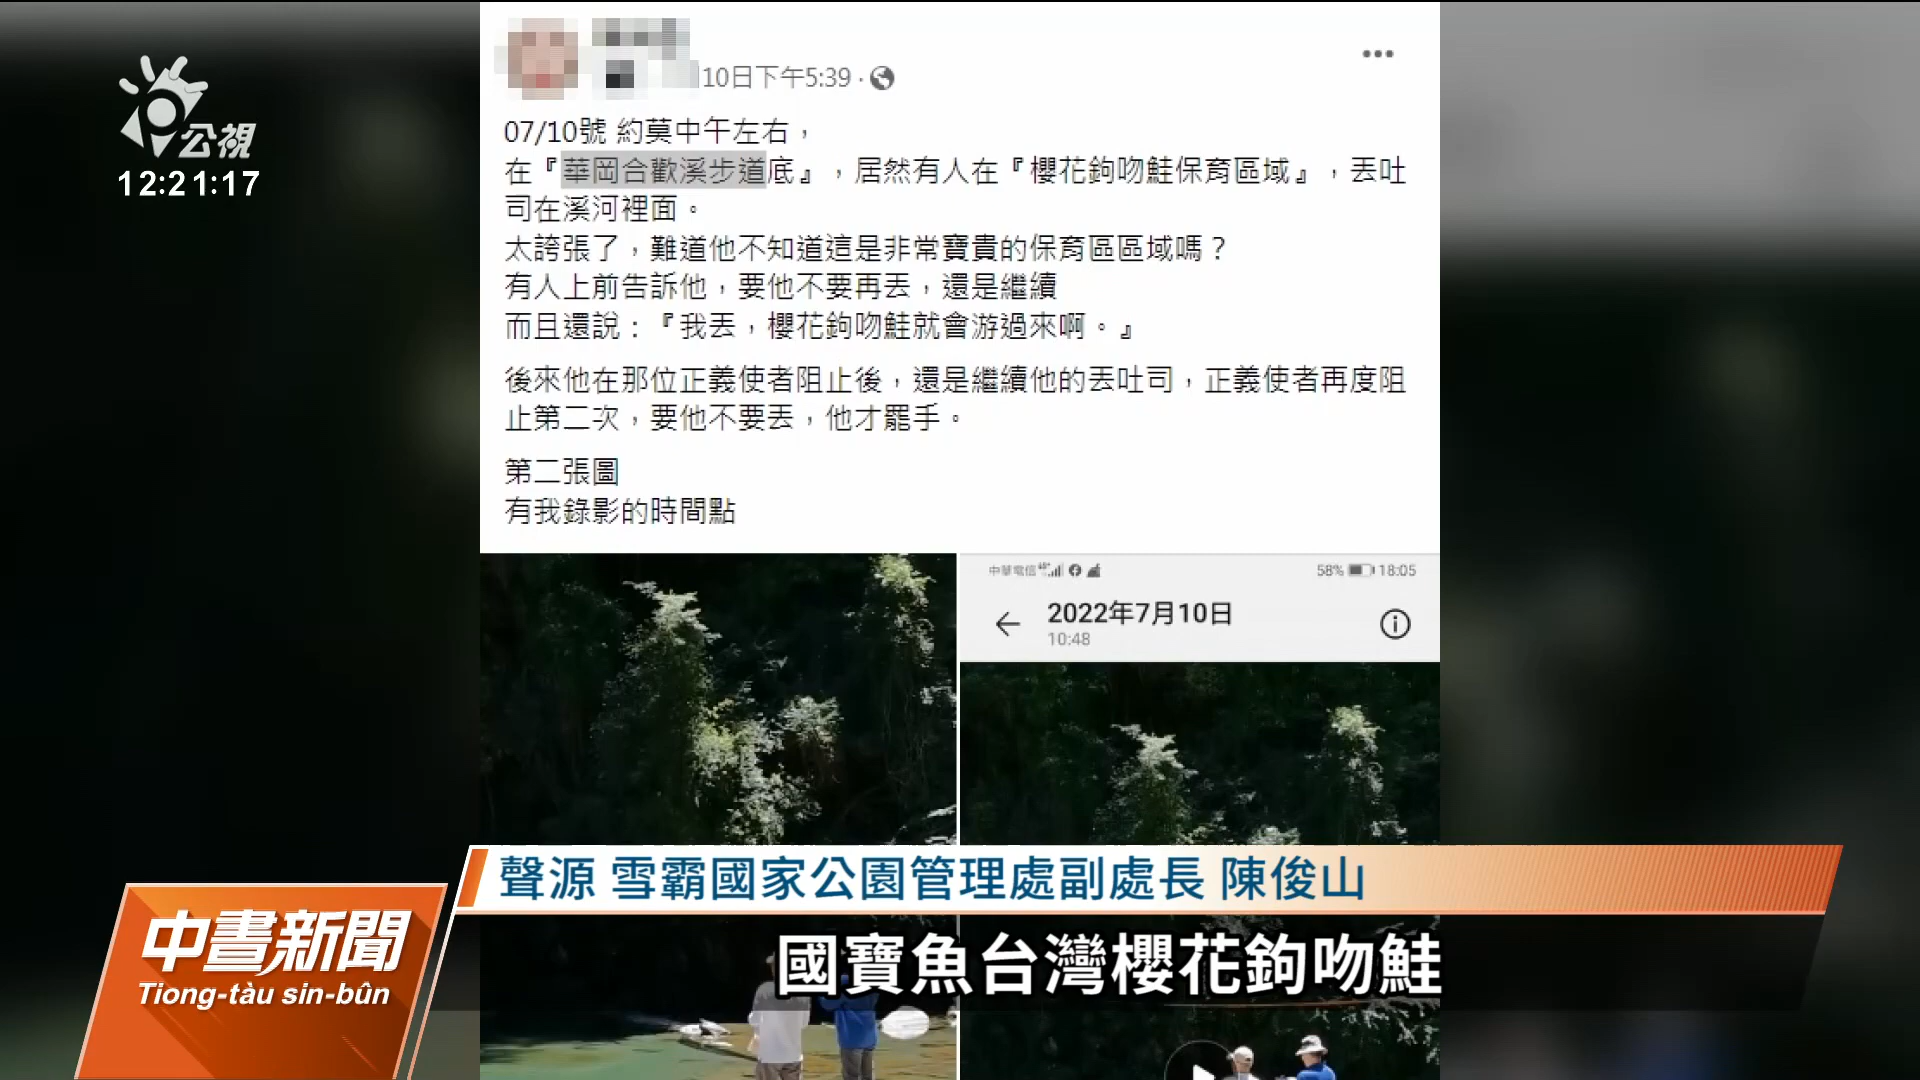 公視
12:21:17
10日下午5:39
07/10號 約莫中午左右，
在『華岡合歡溪步道底』，居然有人在『櫻花鉤吻鮭保育區域』，丟吐
司在溪河裡面。
太誇張了，難道他不知道這是非常寶貴的保育區區域嗎？
有人上前告訴他，要他不要再丟，還是繼續
而且還說：『我丟，櫻花鉤吻鮭就會游過來啊。』
後來他在那位正義使者阻止後，還是繼續他的丟吐司，正義使者再度阻
止第二次，要他不要丟，他才罷手。
第二張圖
有我錄影的時間點
中華電信
58% 18:05
2022年7月10日
10:48
聲源 雪霸國家公園管理處副處長 陳俊山
中晝新聞
Tiong-tàu sin-bûn
國寶魚台灣櫻花鉤吻鮭